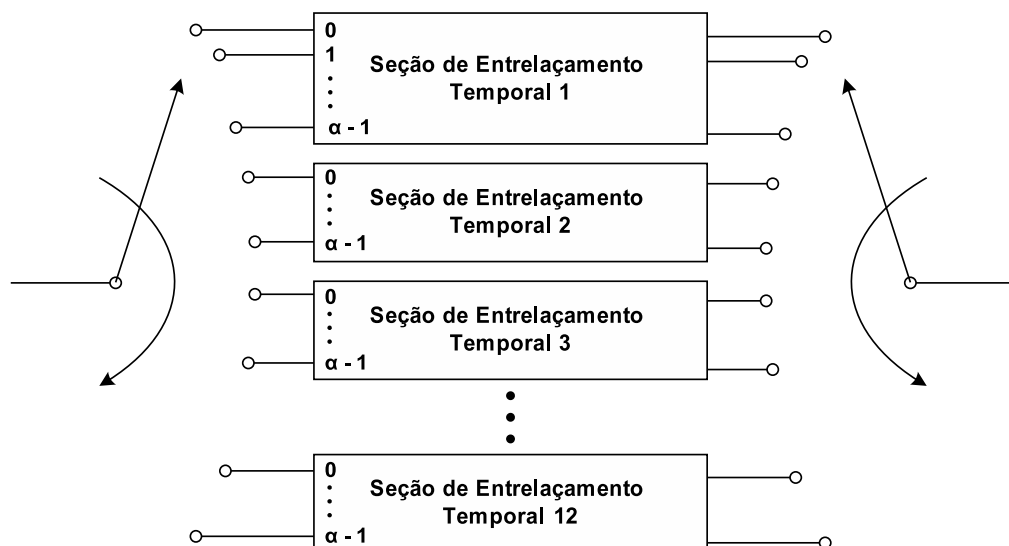 0
1
α - 1
Seção de Entrelaçamento
Temporal 1
0
α - 1
Seção de Entrelaçamento
Temporal 2
0
α - 1
Seção de Entrelaçamento
Temporal 3
0
α - 1
Seção de Entrelaçamento
Temporal 12